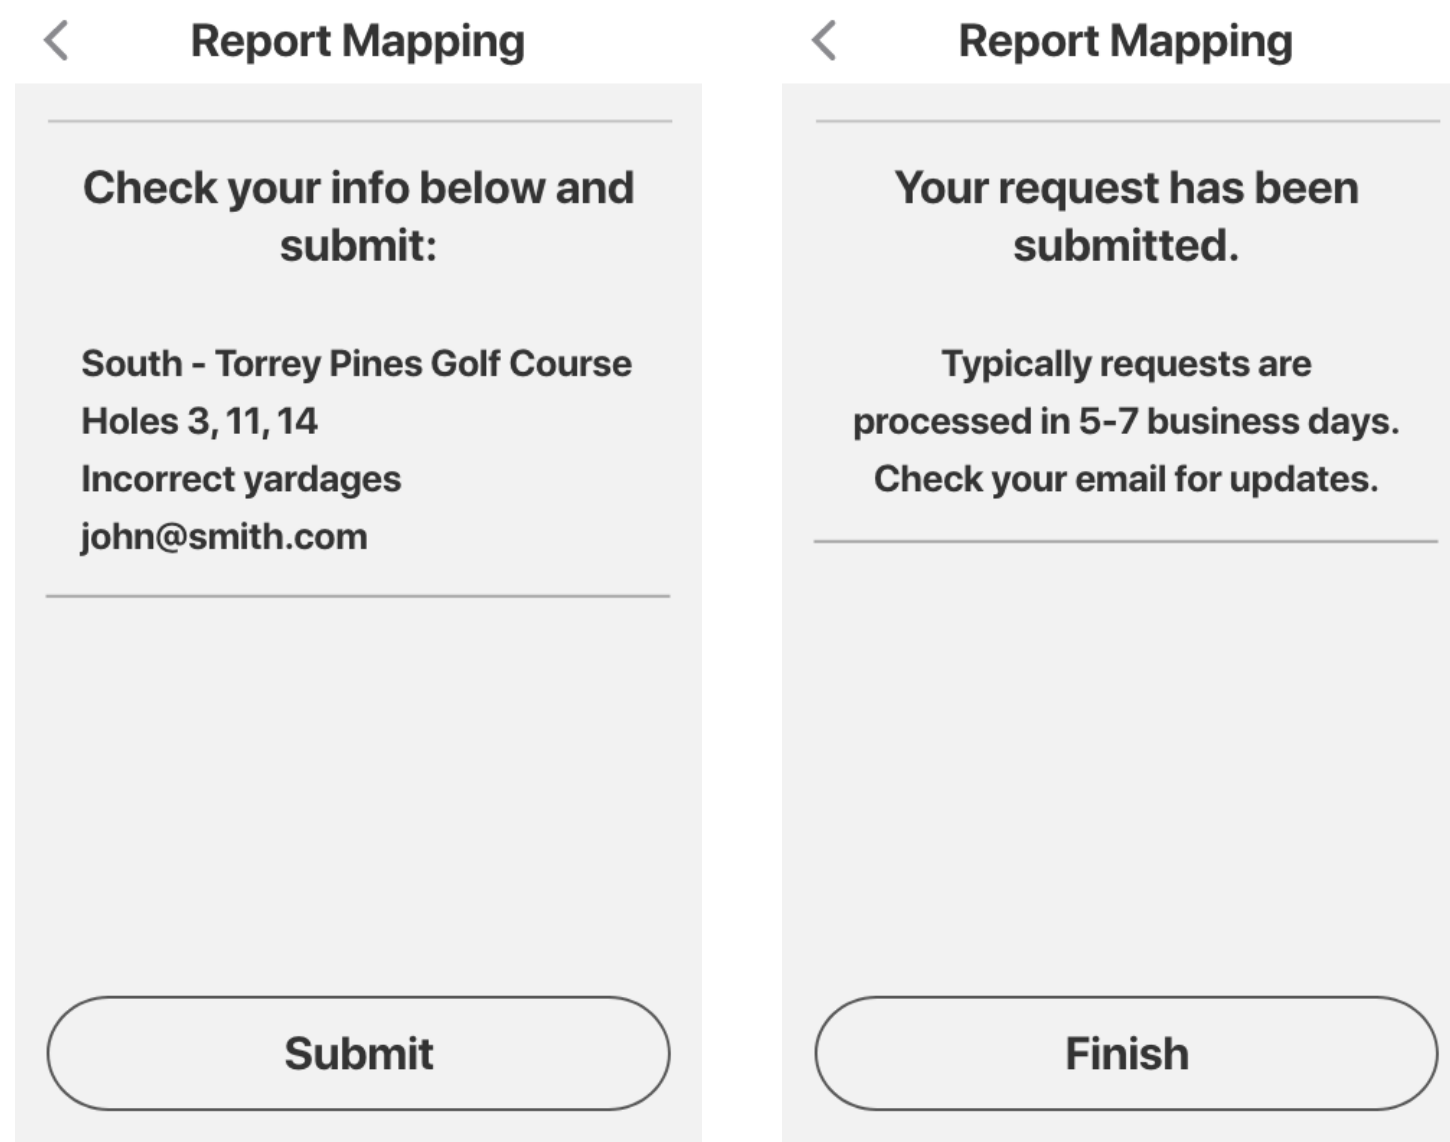 Report Mapping
Check your info below and
submit:
South - Torrey Pines Golf Course
Holes 3, 11, 14
Incorrect yardages
john@smith.com
Submit
Report Mapping
Your request has been
submitted.
Typically requests are
processed in 5-7 business days.
Check your email for updates.
Finish